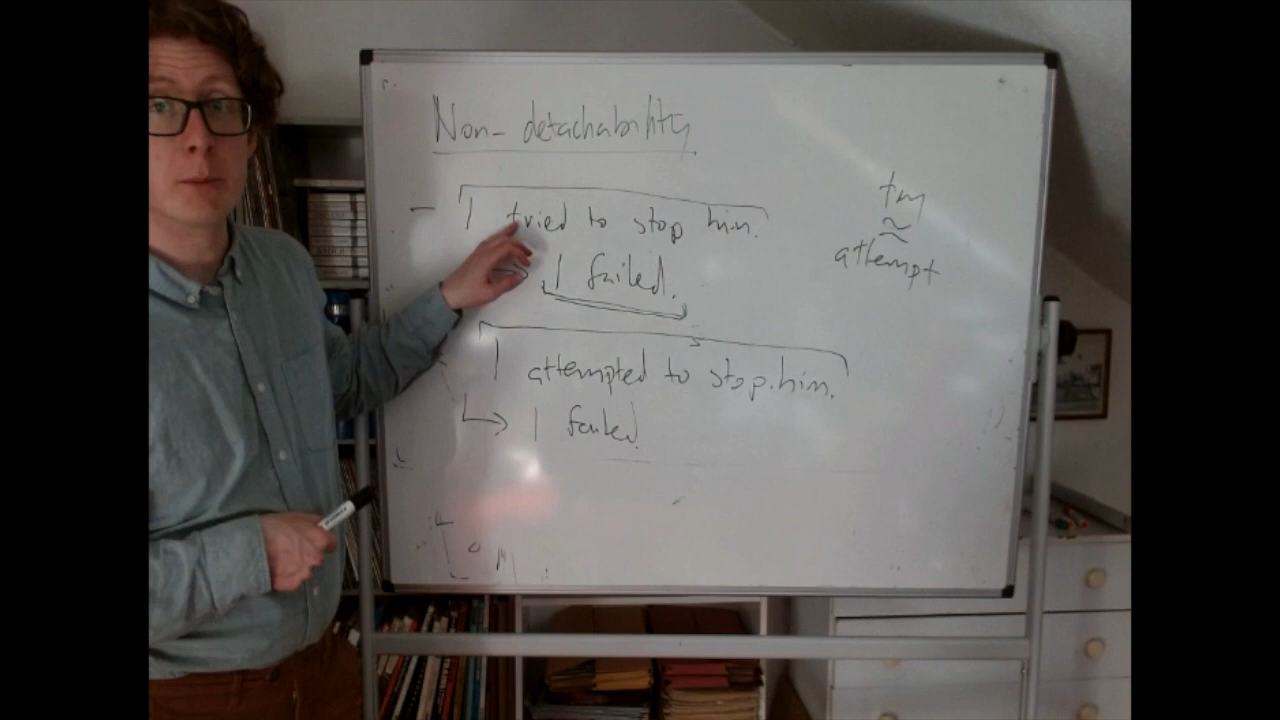 Non-detachability
- I tried to stop him.
I failed.
I attempted to stop him.
↳ I failed
try
≈
attempt